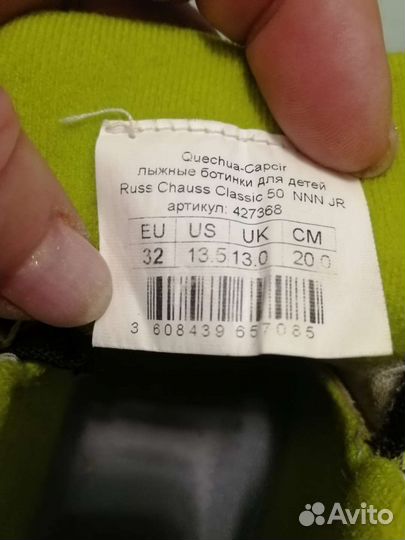 Quechua-Capcir
лыжные ботинки для детей
Russ Chauss Classic 50 NNN JR
артикул: 427368
EU US UK CM
32 13.5 13.0 20.0
3 608439 657085
Avito